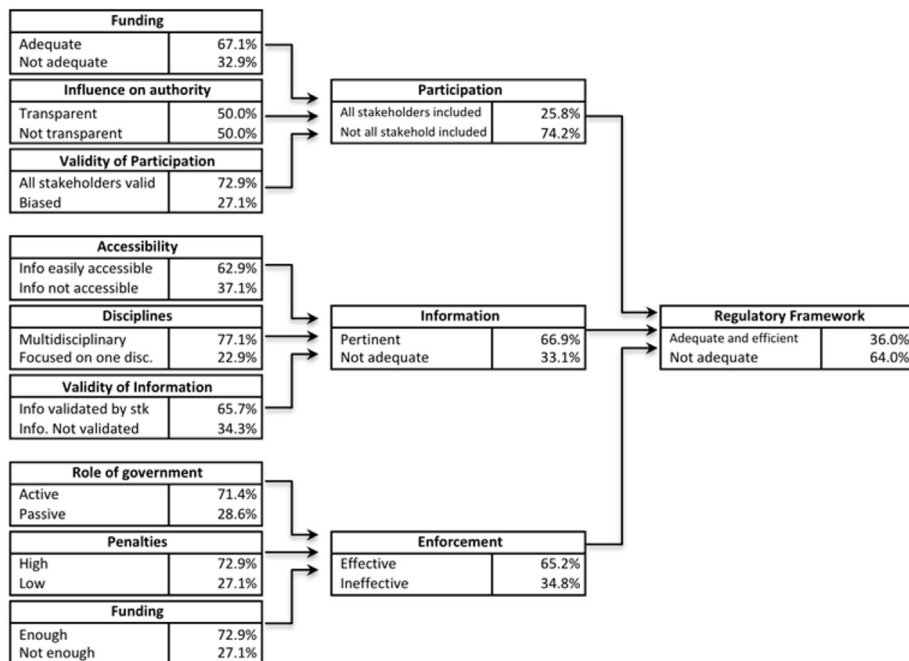 Funding
Adequate 67.1%
Not adequate 32.9%
Influence on authority
Transparent 50.0%
Not transparent 50.0%
Validity of Participation
All stakeholders valid 72.9%
Biased 27.1%
Participation
All stakeholders included 25.8%
Not all stakehold included 74.2%
Accessibility
Info easily accessible 62.9%
Info not accessible 37.1%
Disciplines
Multidisciplinary 77.1%
Focused on one disc. 22.9%
Validity of Information
Info validated by stk 65.7%
Info. Not validated 34.3%
Information
Pertinent 66.9%
Not adequate 33.1%
Role of government
Active 71.4%
Passive 28.6%
Penalties
High 72.9%
Low 27.1%
Funding
Enough 72.9%
Not enough 27.1%
Enforcement
Effective 65.2%
Ineffective 34.8%
Regulatory Framework
Adequate and efficient 36.0%
Not adequate 64.0%